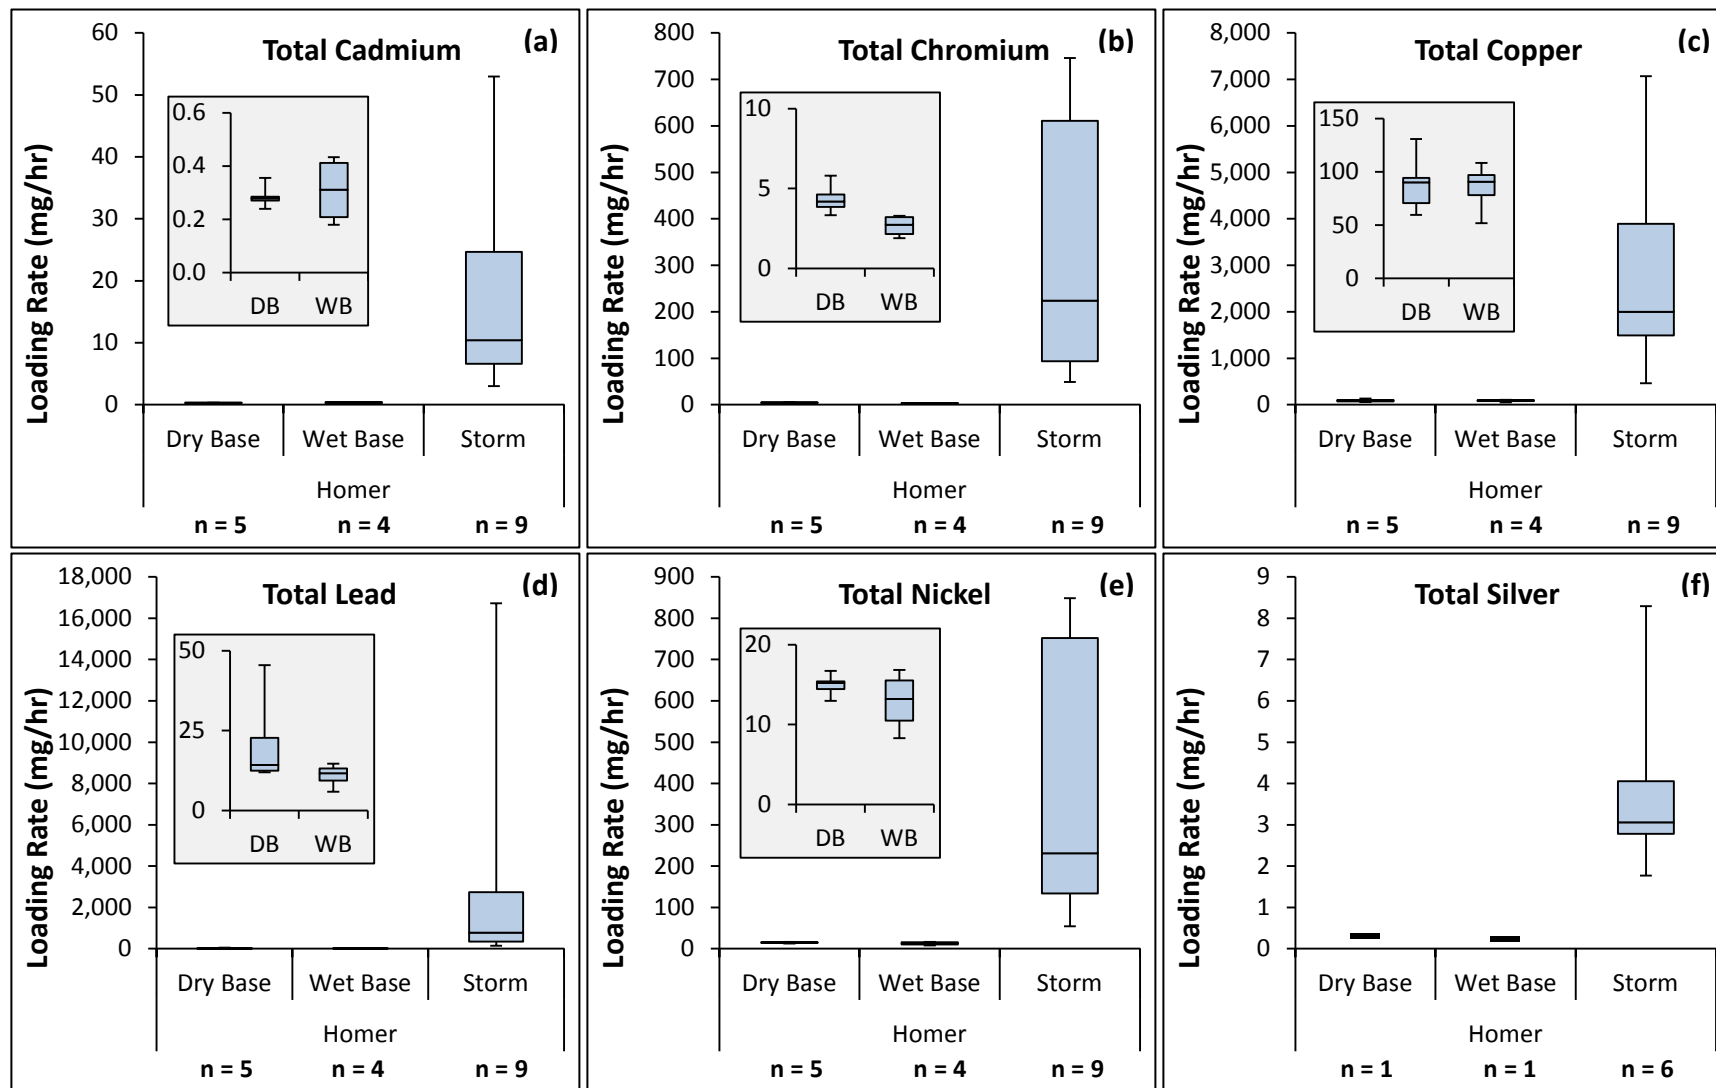 Total Cadmium
(a)
Loading Rate (mg/hr)
60
50
40
30
20
10
0
0.6
0.4
0.2
0.0
DB WB
Dry Base Wet Base Storm
Homer
n = 5 n = 4 n = 9
Total Chromium
(b)
Loading Rate (mg/hr)
800
700
600
500
400
300
200
100
0
10
5
0
DB WB
Dry Base Wet Base Storm
Homer
n = 5 n = 4 n = 9
Total Copper
(c)
Loading Rate (mg/hr)
8,000
7,000
6,000
5,000
4,000
3,000
2,000
1,000
0
150
100
50
0
DB WB
Dry Base Wet Base Storm
Homer
n = 5 n = 4 n = 9
Total Lead
(d)
Loading Rate (mg/hr)
18,000
16,000
14,000
12,000
10,000
8,000
6,000
4,000
2,000
0
50
25
0
DB WB
Dry Base Wet Base Storm
Homer
n = 5 n = 4 n = 9
Total Nickel
(e)
Loading Rate (mg/hr)
900
800
700
600
500
400
300
200
100
0
20
10
0
DB WB
Dry Base Wet Base Storm
Homer
n = 5 n = 4 n = 9
Total Silver
(f)
Loading Rate (mg/hr)
9
8
7
6
5
4
3
2
1
0
Dry Base Wet Base Storm
Homer
n = 1 n = 1 n = 6